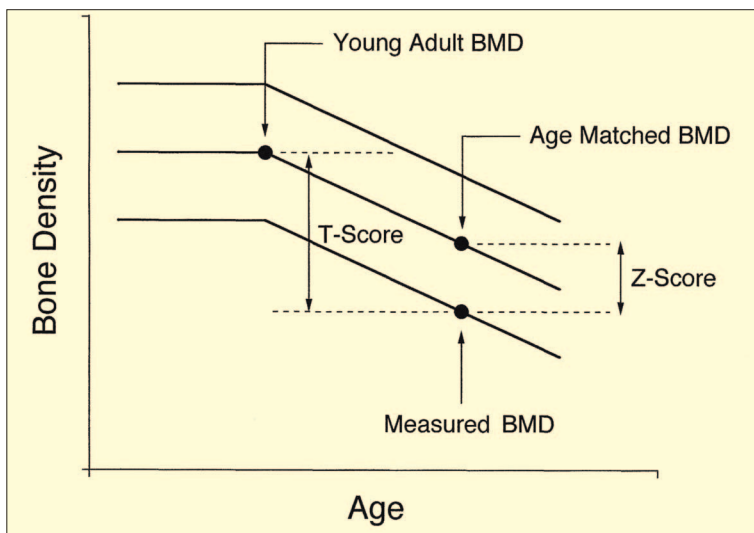 Young Adult BMD
Age Matched BMD
T-Score
Z-Score
Measured BMD
Bone Density
Age